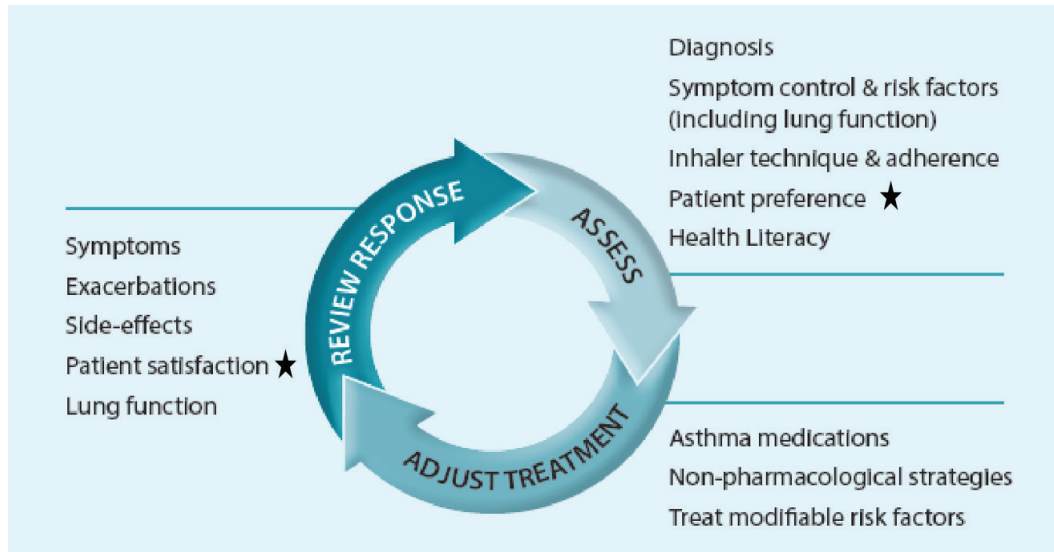 Diagnosis
Symptom control & risk factors
(including lung function)
Inhaler technique & adherence
Patient preference ★
Health Literacy
REVIEW RESPONSE
ASSESS
ADJUST TREATMENT
Symptoms
Exacerbations
Side-effects
Patient satisfaction ★
Lung function
Asthma medications
Non-pharmacological strategies
Treat modifiable risk factors